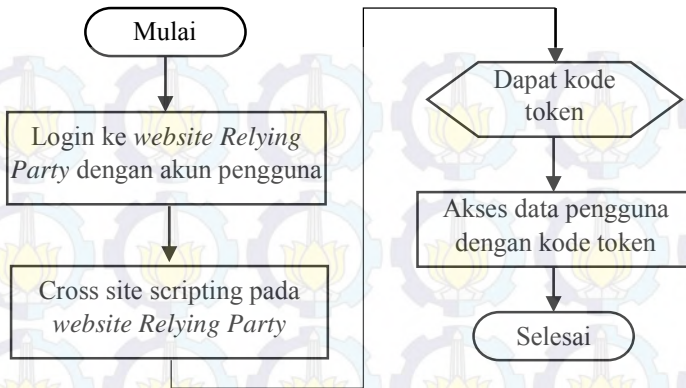 Mulai
Login ke website Relying
Party dengan akun pengguna
Cross site scripting pada
website Relying Party
Dapat kode
token
Akses data pengguna
dengan kode token
Selesai